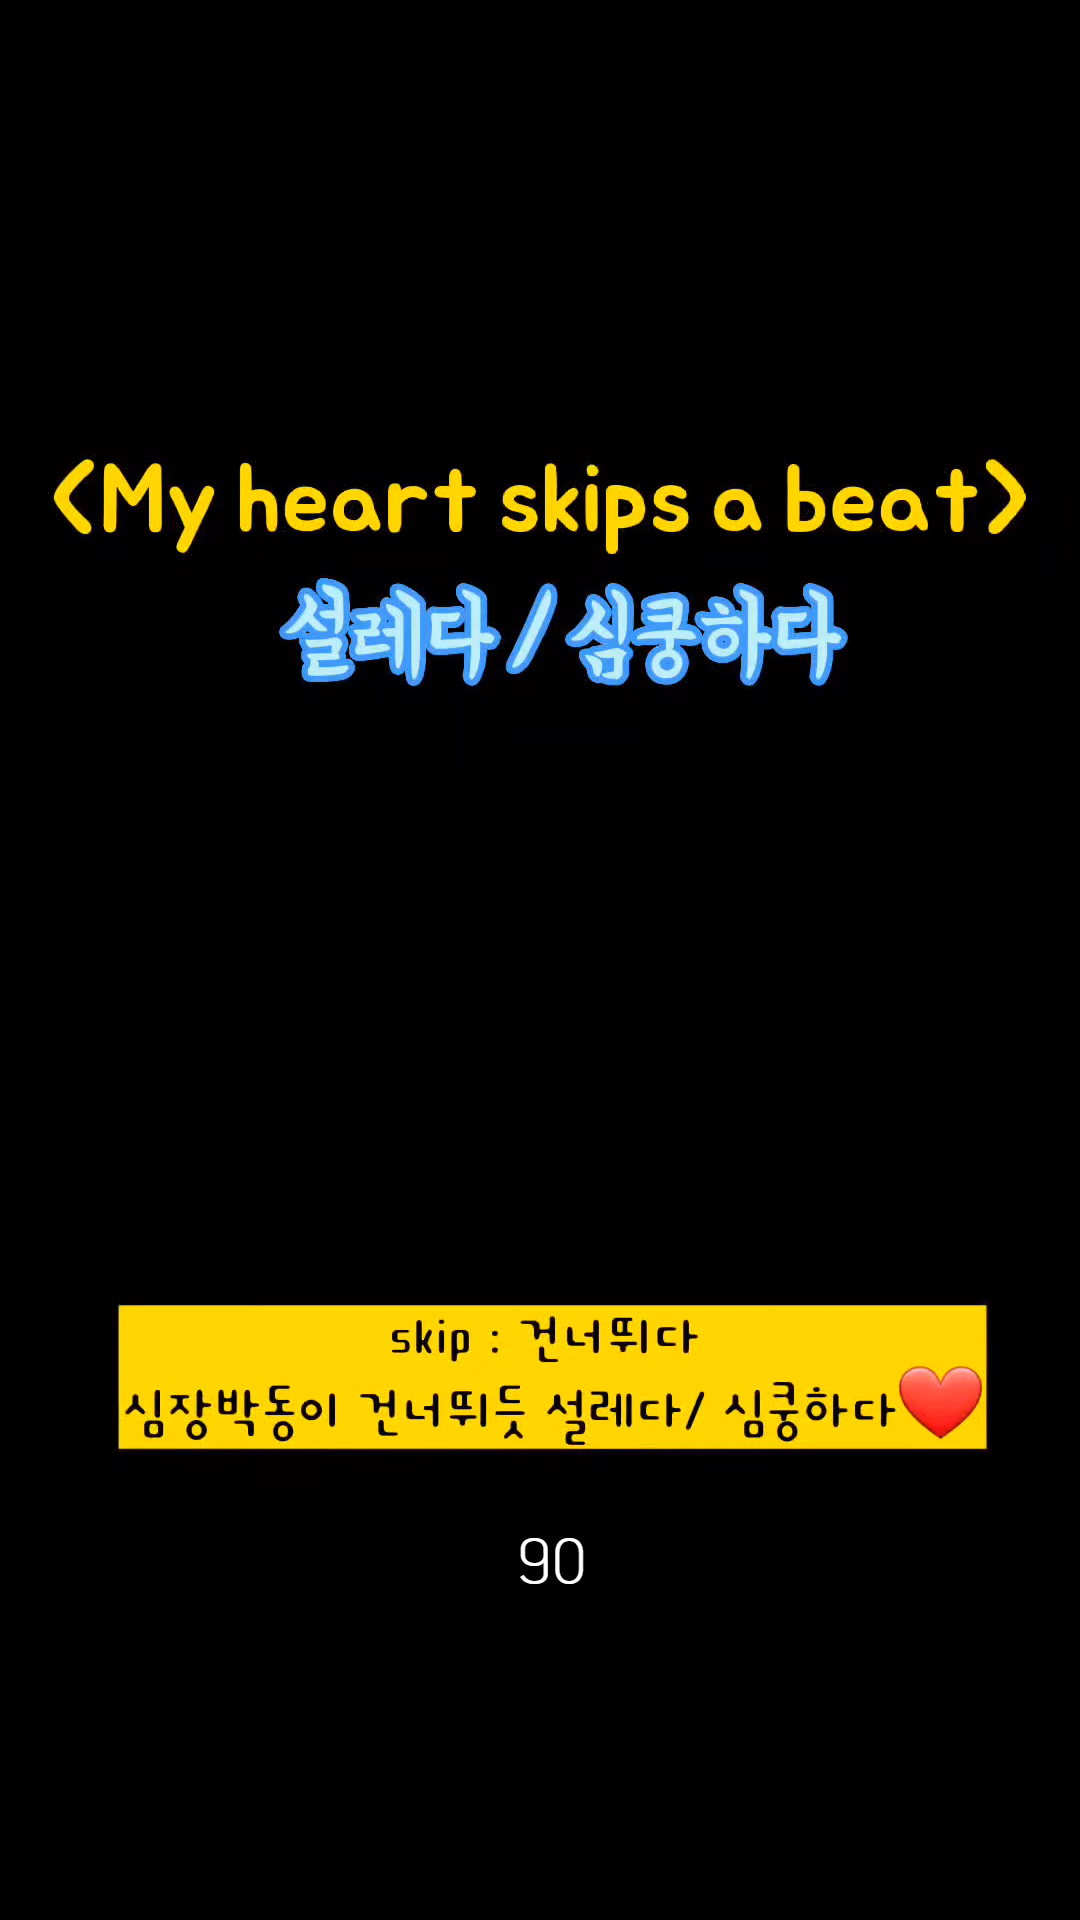 <My heart skips a beat>
설레다/심쿵하다
skip : 건너뛰다
심장박동이 건너뛰듯 설레다/ 심쿵하다❤️
90